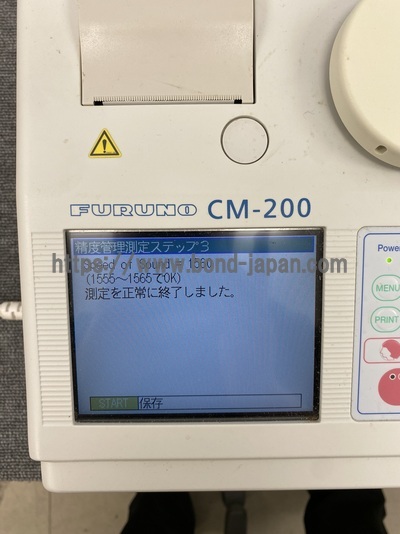 FURUNO CM-200
精度管理測定ステップ3
Speed of sound = 1560
(1555～1565でOK)
測定を正常に終了しました。
START 保存
https://www.bond-japan.com/
Power
MENU
PRINT